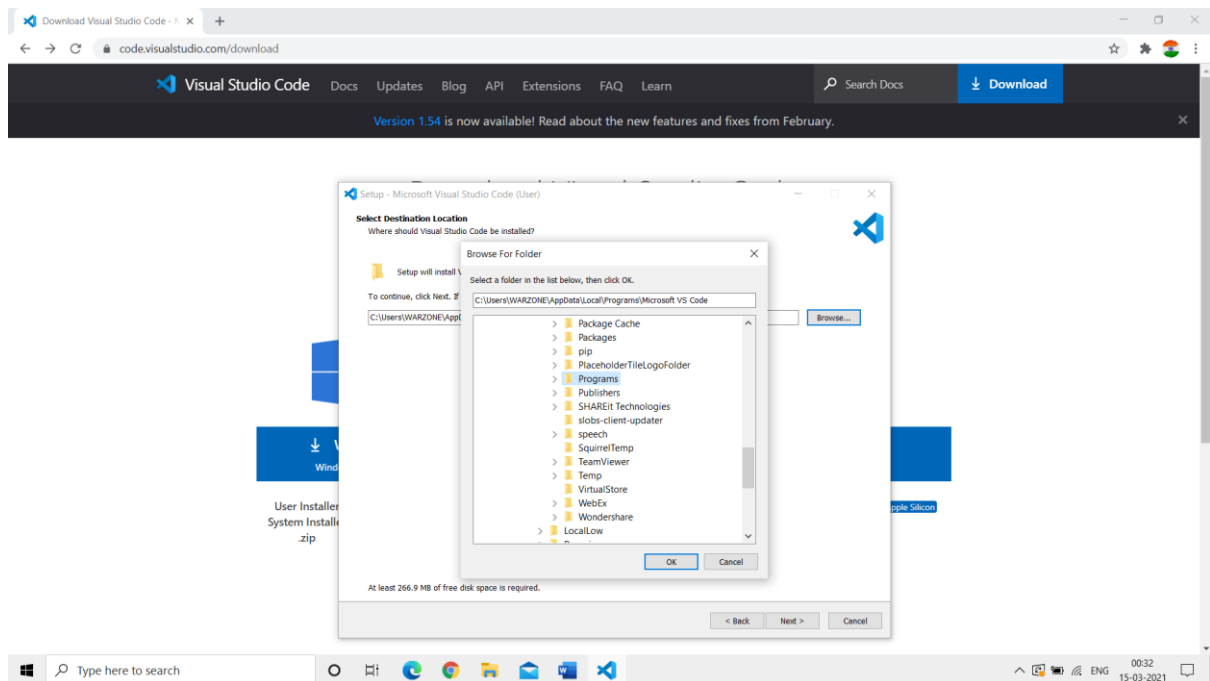 Download Visual Studio Code - M
code.visualstudio.com/download
Visual Studio Code Docs Updates Blog API Extensions FAQ Learn Search Docs Download
Version 1.54 is now available! Read about the new features and fixes from February.
Setup - Microsoft Visual Studio Code (User)
Select Destination Location
Where should Visual Studio Code be installed?
Browse For Folder
Setup will install
Select a folder in the list below, then click OK.
To continue, click Next. If
C:\Users\WARZONE\AppData\Local\Programs\Microsoft VS Code
C:\Users\WARZONE\App
Browse...
Package Cache
Packages
pip
PlaceholderTileLogoFolder
Programs
Publishers
SHAREit Technologies
slobs-client-updater
speech
SquirrelTemp
TeamViewer
Temp
VirtualStore
WebEx
Wondershare
LocalLow
OK Cancel
Wind
User Installer
System Installe
.zip
pple Silicon
At least 266.9 MB of free disk space is required.
< Back Next > Cancel
Type here to search
ENG
00:32
15-03-2021